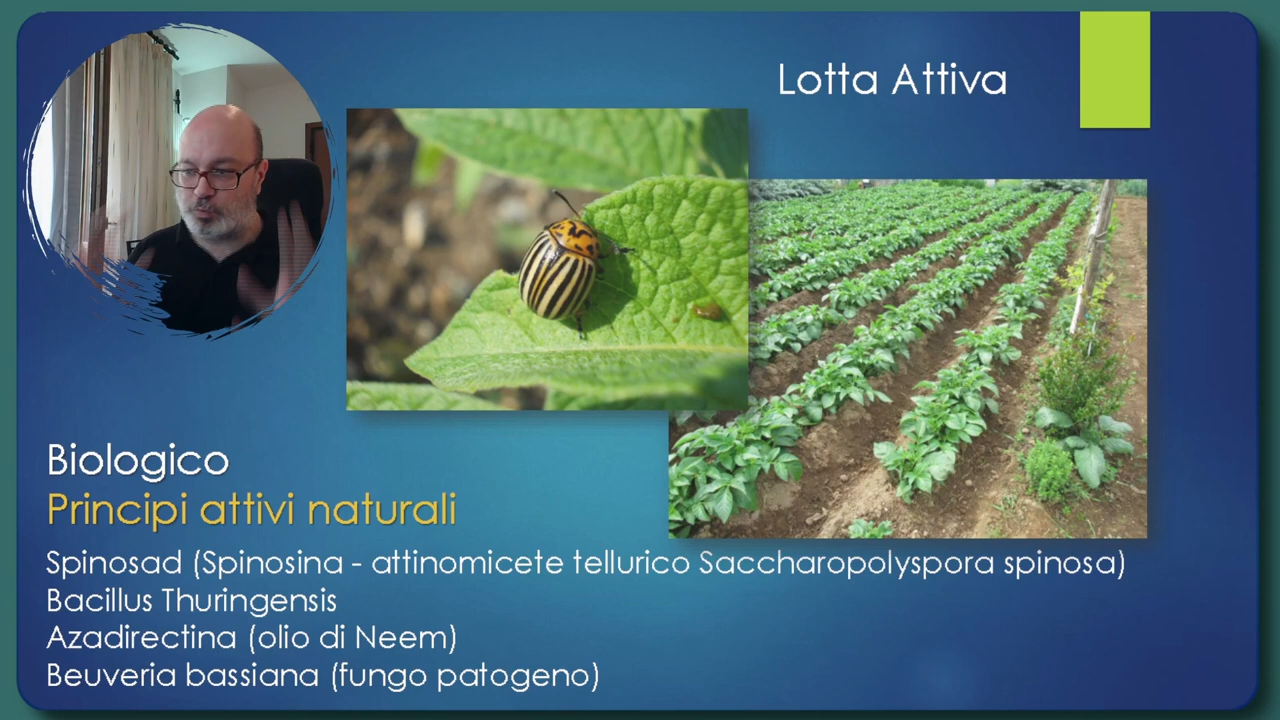 Lotta Attiva
Biologico
Principi attivi naturali
Spinosad (Spinosina - attinomicete tellurico Saccharopolyspora spinosa)
Bacillus Thuringensis
Azadirectina (olio di Neem)
Beuveria bassiana (fungo patogeno)